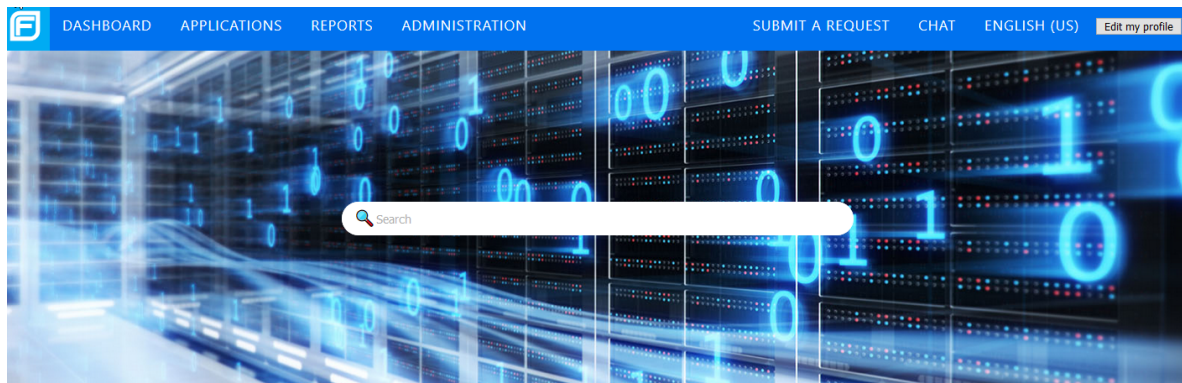 DASHBOARD APPLICATIONS REPORTS ADMINISTRATION SUBMIT A REQUEST CHAT ENGLISH (US) Edit my profile
Search